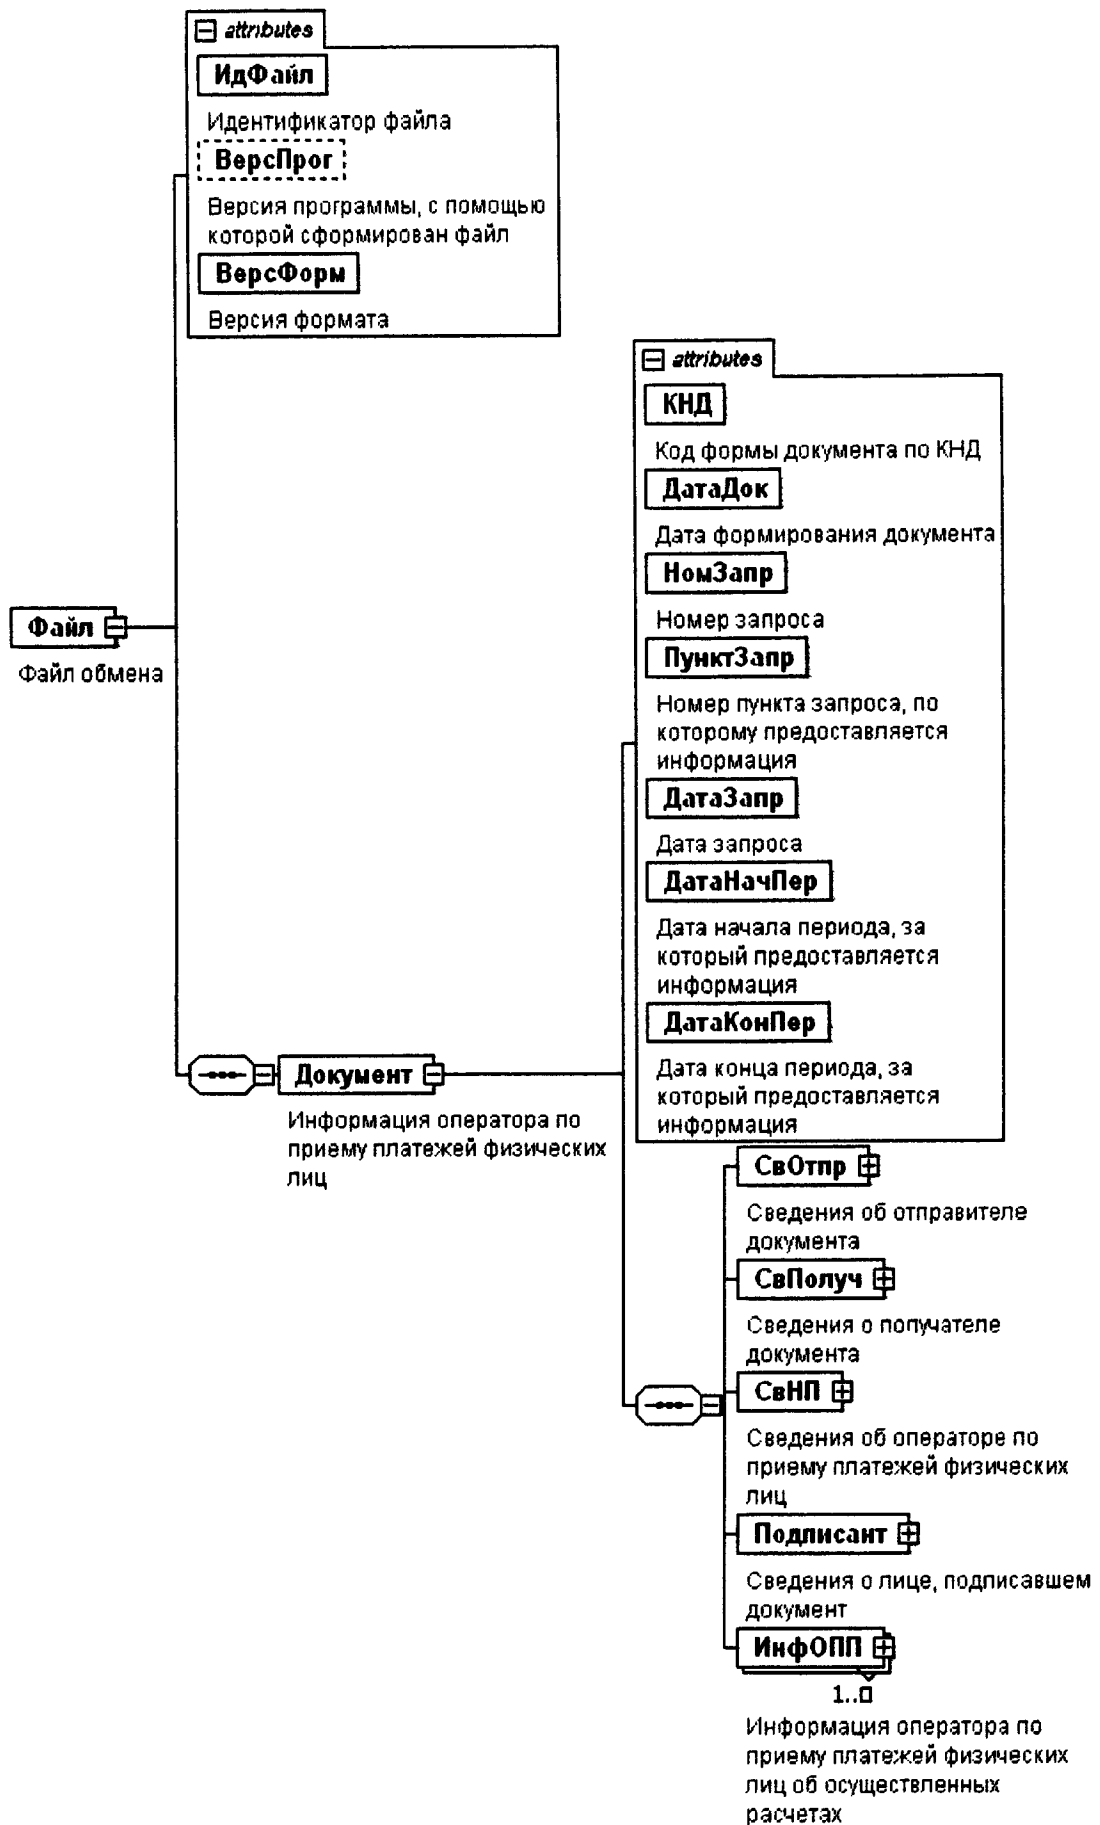 attributes
ИдФайл
Идентификатор файла
ВерсПрог
Версия программы, с помощью
которой сформирован файл
ВерсФорм
Версия формата
attributes
КНД
Код формы документа по КНД
ДатаДок
Дата формирования документа
НомЗапр
Номер запроса
ПунктЗапр
Номер пункта запроса, по
которому предоставляется
информация
ДатаЗапр
Дата запроса
ДатаНачПер
Дата начала периода, за
который предоставляется
информация
ДатаКонПер
Дата конца периода, за
который предоставляется
информация
Файл
Файл обмена
Документ
Информация оператора по
приему платежей физических
лиц
СвОтпр
Сведения об отправителе
документа
СвПолуч
Сведения о получателе
документа
СвНП
Сведения об операторе по
приему платежей физических
лиц
Подписант
Сведения о лице, подписавшем
документ
ИнфОПП
1..□
Информация оператора по
приему платежей физических
лиц об осуществленных
расчетах